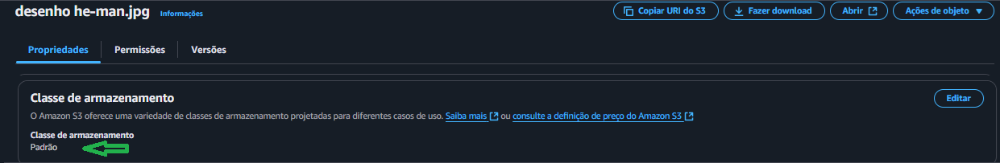 desenho he-man.jpg Informações Copiar URI do S3 Fazer download Abrir Ações de objeto
Propriedades Permissões Versões
Classe de armazenamento Editar
O Amazon S3 oferece uma variedade de classes de armazenamento projetadas para diferentes casos de uso. Saiba mais ou consulte a definição de preço do Amazon S3
Classe de armazenamento
Padrão